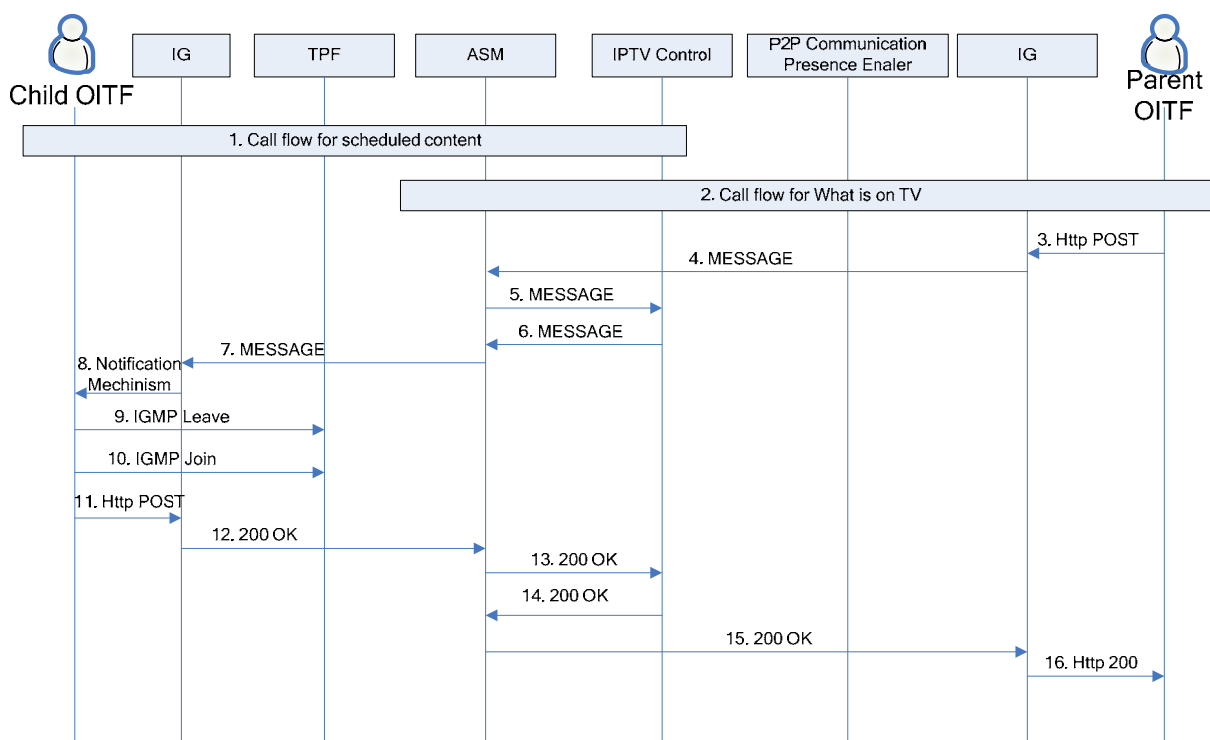 Child OITF
IG
TPF
ASM
IPTV Control
P2P Communication
Presence Enaler
IG
Parent
OITF
1. Call flow for scheduled content
2. Call flow for What is on TV
3. Http POST
4. MESSAGE
5. MESSAGE
6. MESSAGE
7. MESSAGE
8. Notification
Mechinism
9. IGMP Leave
10. IGMP Join
11. Http POST
12. 200 OK
13. 200 OK
14. 200 OK
15. 200 OK
16. Http 200